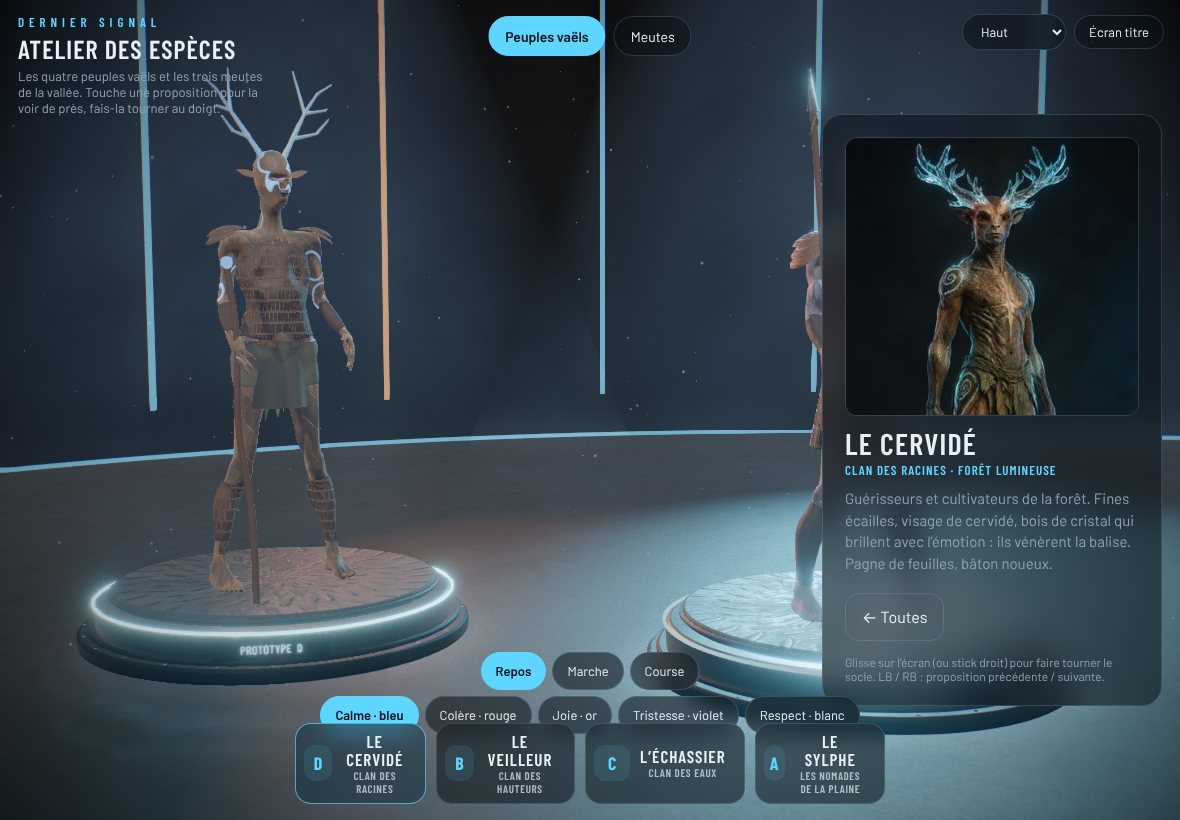 DERNIER SIGNAL
ATELIER DES ESPÈCES
Les quatre peuples vaëls et les trois meutes
de la vallée. Touche une proposition pour la
voir de près, fais-la tourner au doigt.
Peuples vaëls
Meutes
Haut
Écran titre
LE CERVIDÉ
CLAN DES RACINES · FORÊT LUMINEUSE
Guérisseurs et cultivateurs de la forêt. Fines
écailles, visage de cervidé, bois de cristal qui
brillent avec l’émotion : ils vénèrent la balise.
Pagne de feuilles, bâton noueux.
← Toutes
Glisse sur l’écran (ou stick droit) pour faire tourner le
socle. LB / RB : proposition précédente / suivante.
PROTOTYPE D
Repos
Marche
Course
Calme · bleu
Colère · rouge
Joie · or
Tristesse · violet
Respect · blanc
D
LE
CERVIDÉ
CLAN DES
RACINES
B
LE
VEILLEUR
CLAN DES
HAUTEURS
C
L’ÉCHASSIER
CLAN DES EAUX
A
LE
SYLPHE
LES NOMADES
DE LA PLAINE